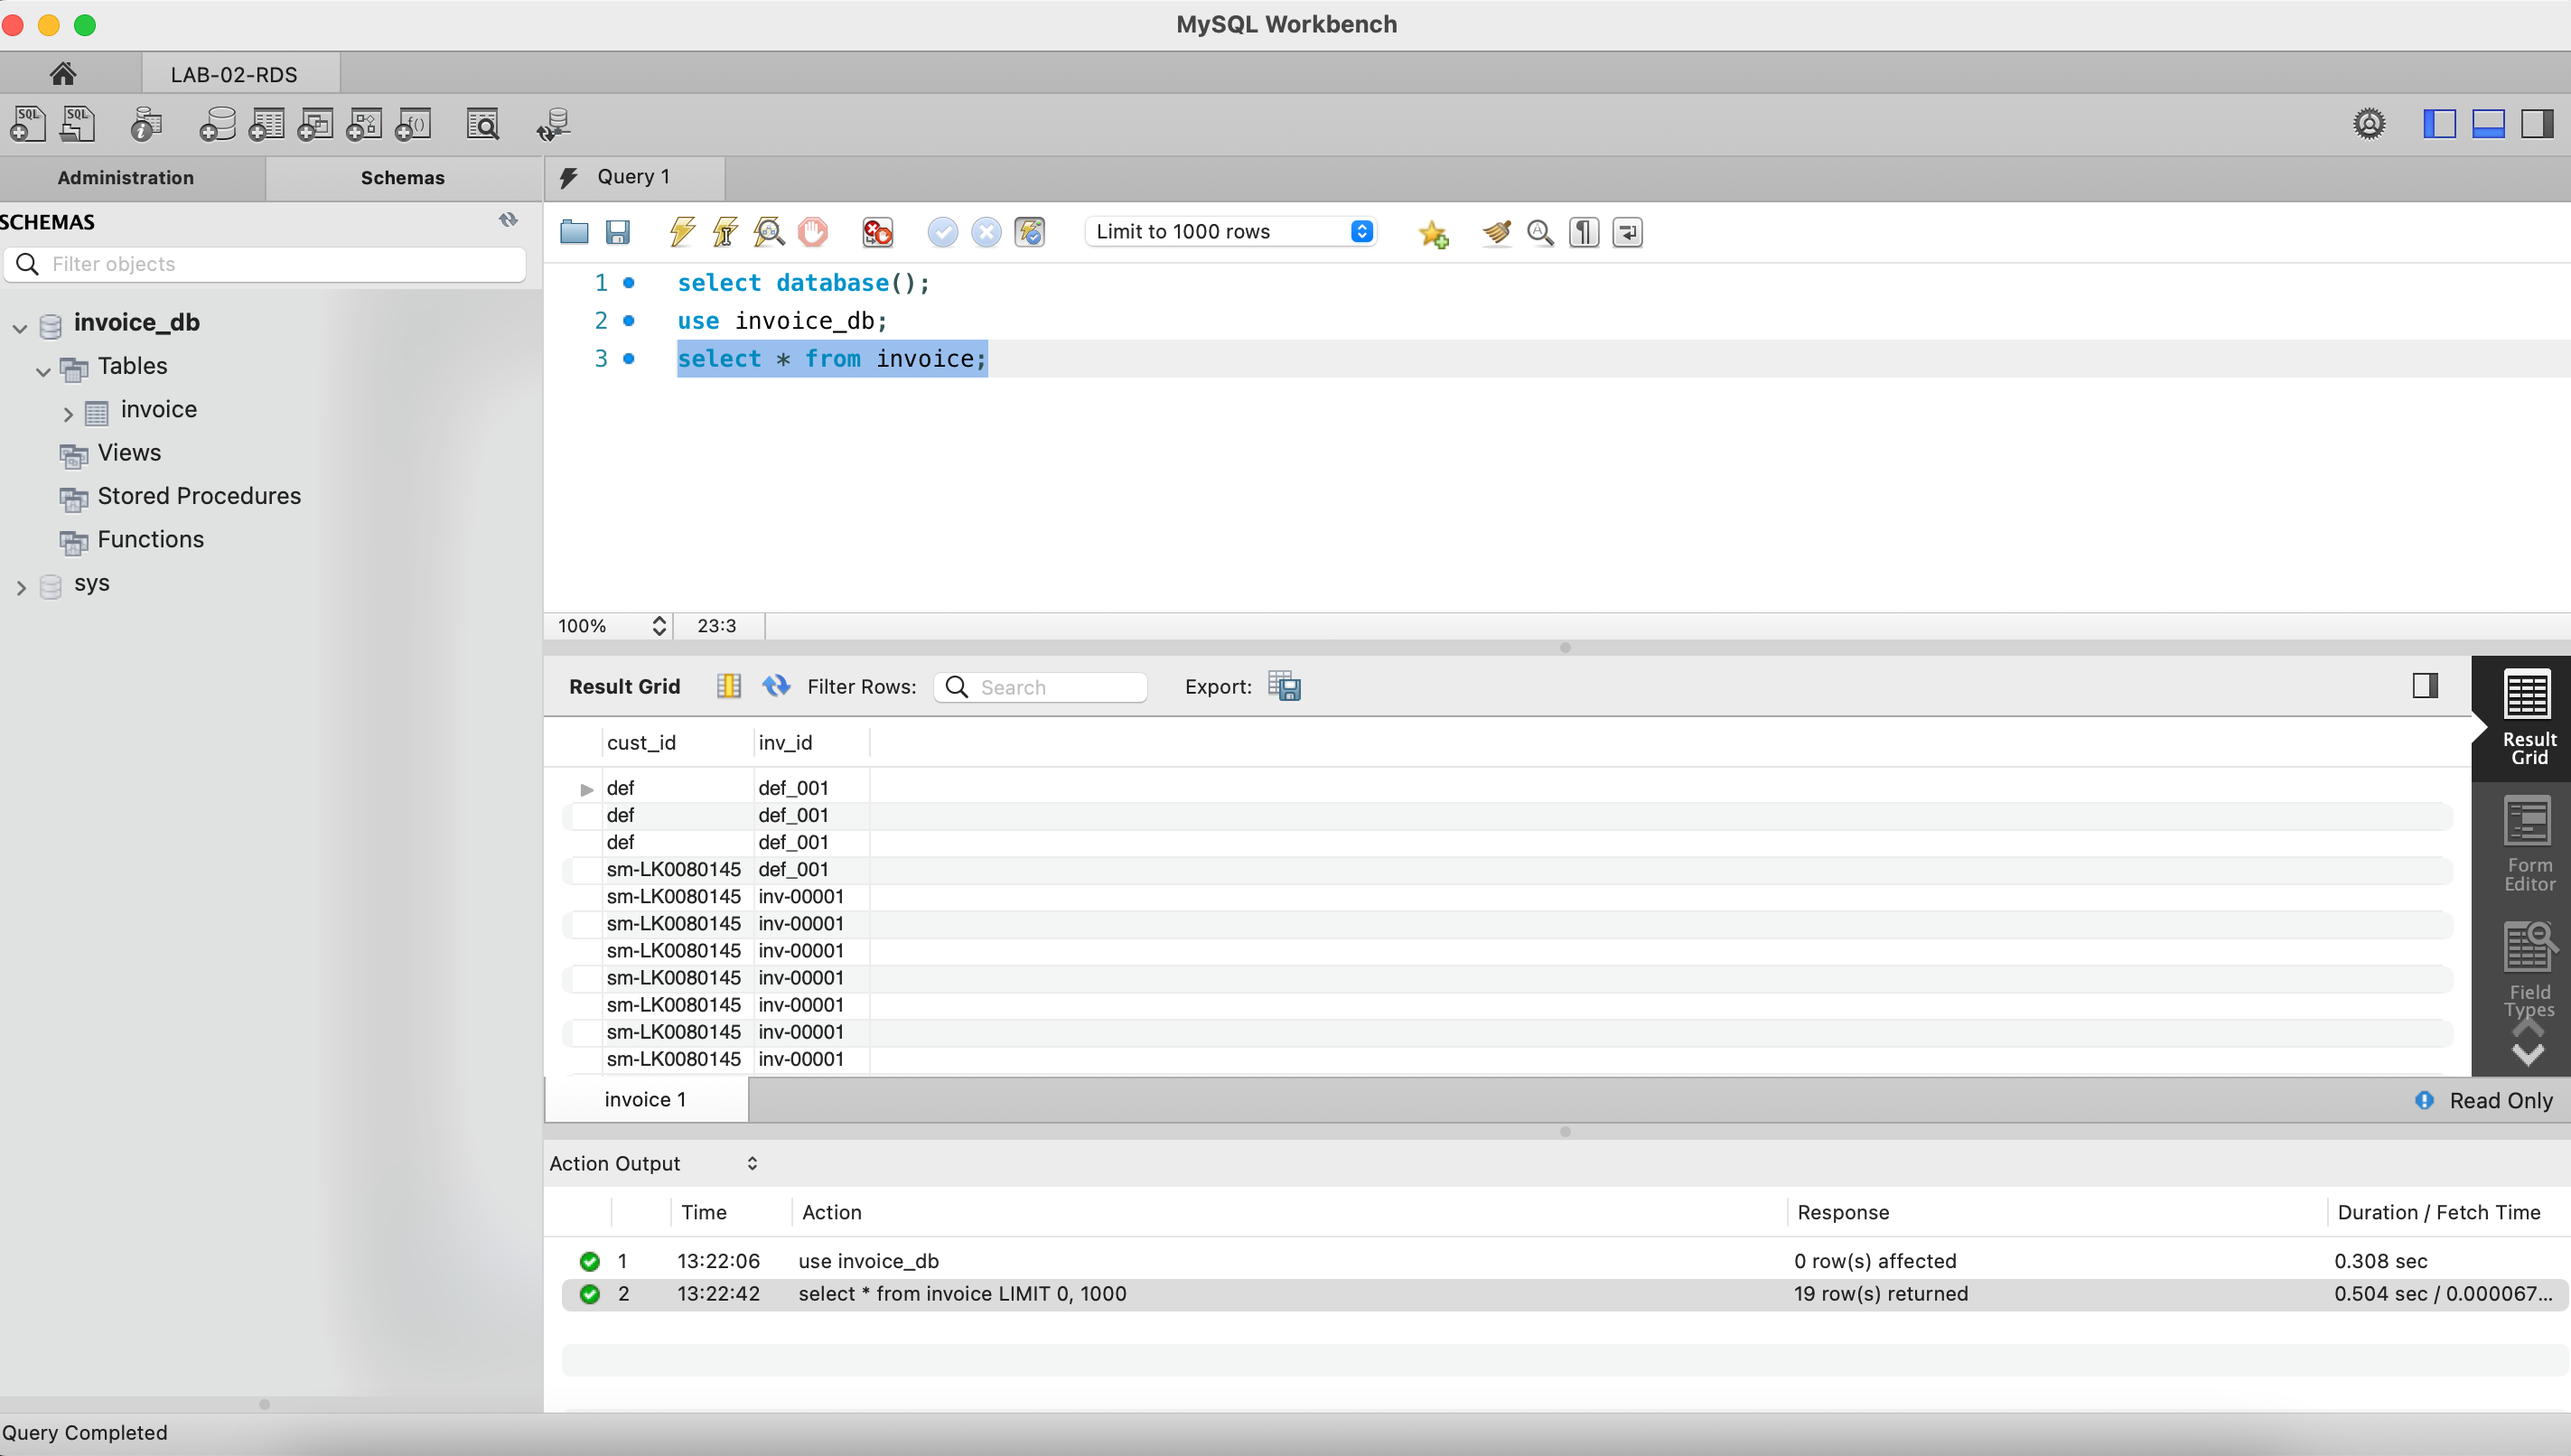 MySQL Workbench
LAB-02-RDS
SQL SQL f()
Administration Schemas
Query 1
SCHEMAS
Filter objects
Limit to 1000 rows
invoice_db
Tables
invoice
Views
Stored Procedures
Functions
sys
1 select database();
2 use invoice_db;
3 select * from invoice;
100% 23:3
Result Grid Filter Rows: Search Export:
cust_id inv_id
def def_001
def def_001
def def_001
sm-LK0080145 def_001
sm-LK0080145 inv-00001
sm-LK0080145 inv-00001
sm-LK0080145 inv-00001
sm-LK0080145 inv-00001
sm-LK0080145 inv-00001
sm-LK0080145 inv-00001
sm-LK0080145 inv-00001
Result
Grid
Form
Editor
Field
Types
invoice 1
Read Only
Action Output
Time Action Response Duration / Fetch Time
1 13:22:06 use invoice_db 0 row(s) affected 0.308 sec
2 13:22:42 select * from invoice LIMIT 0, 1000 19 row(s) returned 0.504 sec / 0.000067...
Query Completed